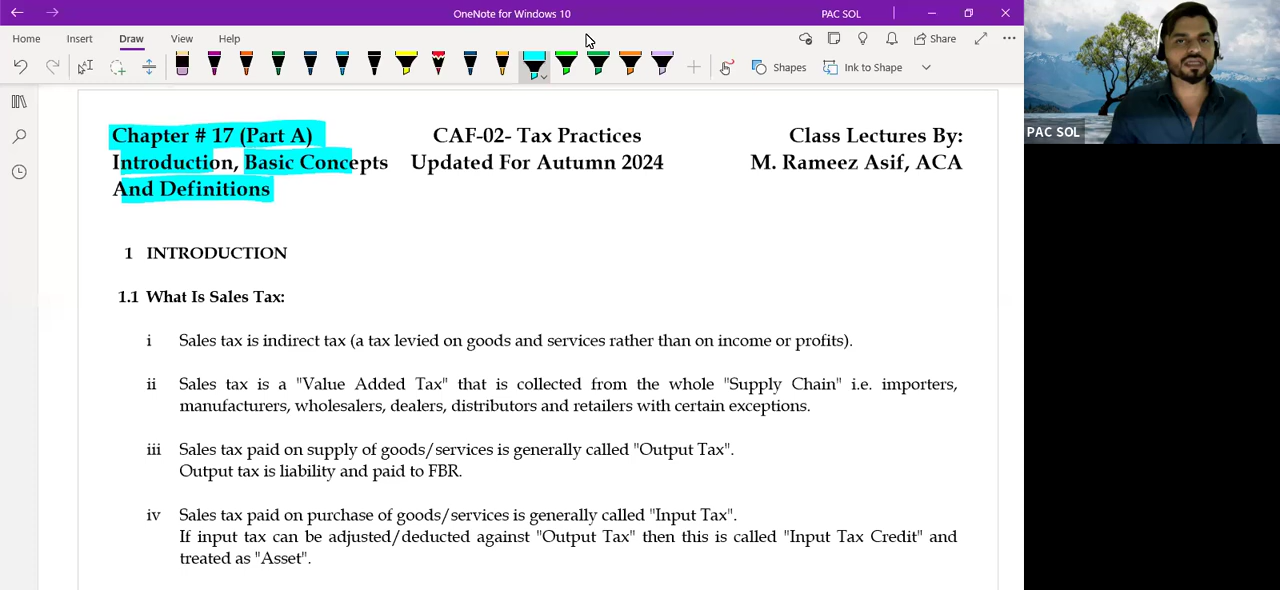 OneNote for Windows 10
PAC SOL
Home Insert Draw View Help
Share
Shapes Ink to Shape
PAC SOL
Chapter # 17 (Part A) CAF-02- Tax Practices Class Lectures By:
Introduction, Basic Concepts Updated For Autumn 2024 M. Rameez Asif, ACA
And Definitions
1 INTRODUCTION
1.1 What Is Sales Tax:
i Sales tax is indirect tax (a tax levied on goods and services rather than on income or profits).
ii Sales tax is a "Value Added Tax" that is collected from the whole "Supply Chain" i.e. importers,
manufacturers, wholesalers, dealers, distributors and retailers with certain exceptions.
iii Sales tax paid on supply of goods/services is generally called "Output Tax".
Output tax is liability and paid to FBR.
iv Sales tax paid on purchase of goods/services is generally called "Input Tax".
If input tax can be adjusted/deducted against "Output Tax" then this is called "Input Tax Credit" and
treated as "Asset".